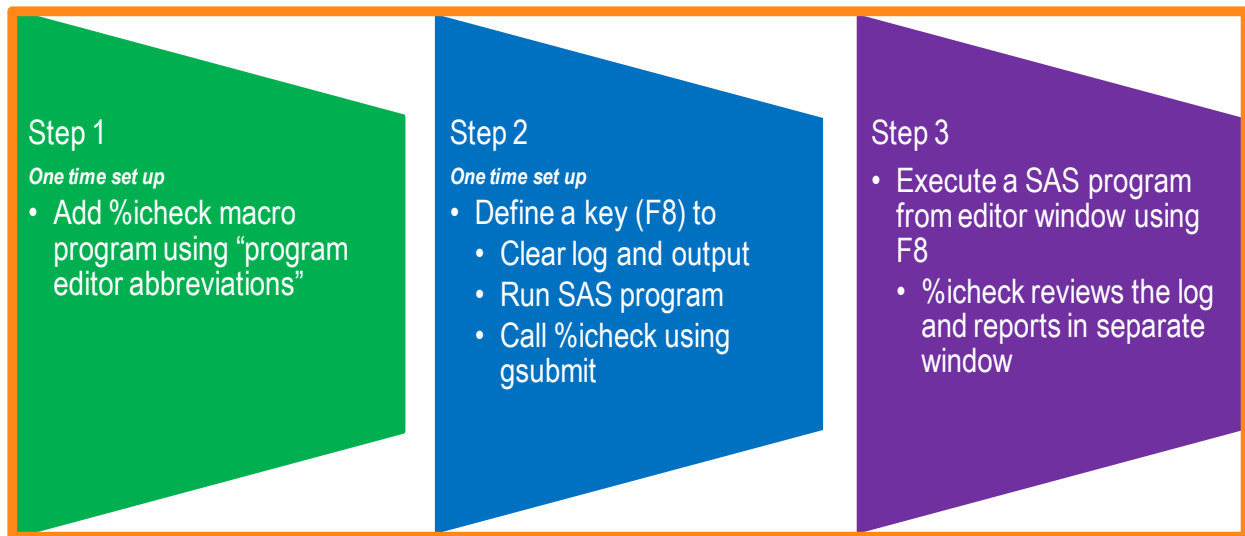 Step 1
One time set up
• Add %icheck macro
program using “program
editor abbreviations”
Step 2
One time set up
• Define a key (F8) to
• Clear log and output
• Run SAS program
• Call %icheck using
gsubmit
Step 3
• Execute a SAS program
from editor window using
F8
• %icheck reviews the log
and reports in separate
window